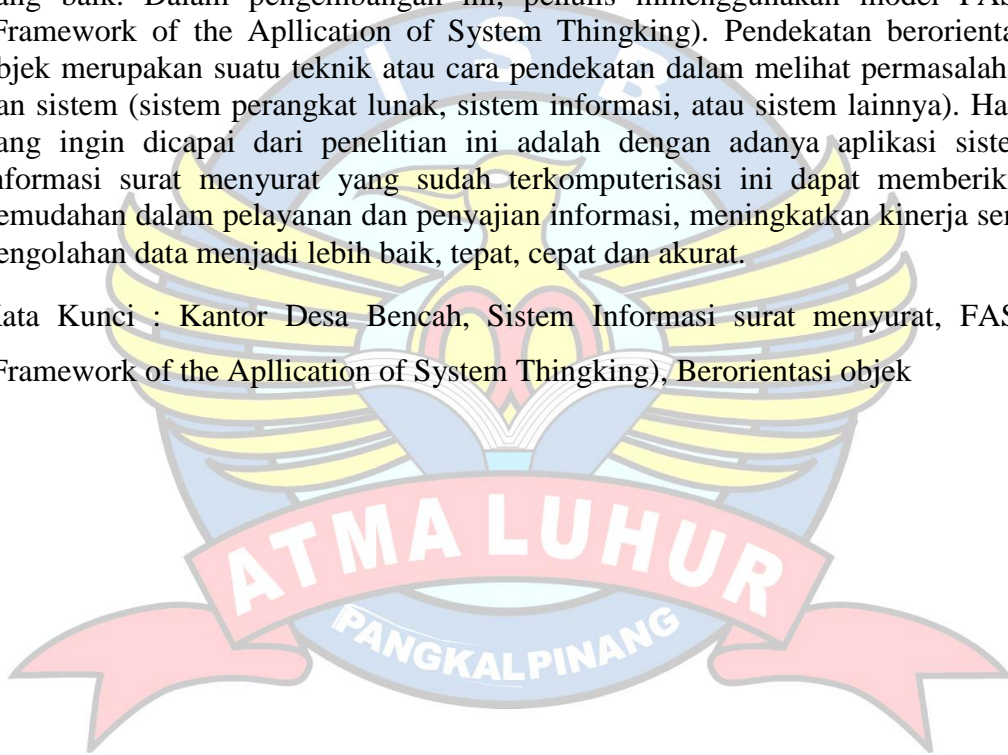 ang baik. Dalam pengembangan ini, penulis mmenggunakan model FAS
Framework of the Apllication of System Thingking). Pendekatan berorienta
bjek merupakan suatu teknik atau cara pendekatan dalam melihat permasalah
an sistem (sistem perangkat lunak, sistem informasi, atau sistem lainnya). Ha
ang ingin dicapai dari penelitian ini adalah dengan adanya aplikasi siste
nformasi surat menyurat yang sudah terkomputerisasi ini dapat memberik
emudahan dalam pelayanan dan penyajian informasi, meningkatkan kinerja ser
engolahan data menjadi lebih baik, tepat, cepat dan akurat.
Kata Kunci : Kantor Desa Bencah, Sistem Informasi surat menyurat, FAS
Framework of the Apllication of System Thingking), Berorientasi objek
I S B
ATMA LUHUR
PANGKALPINANG